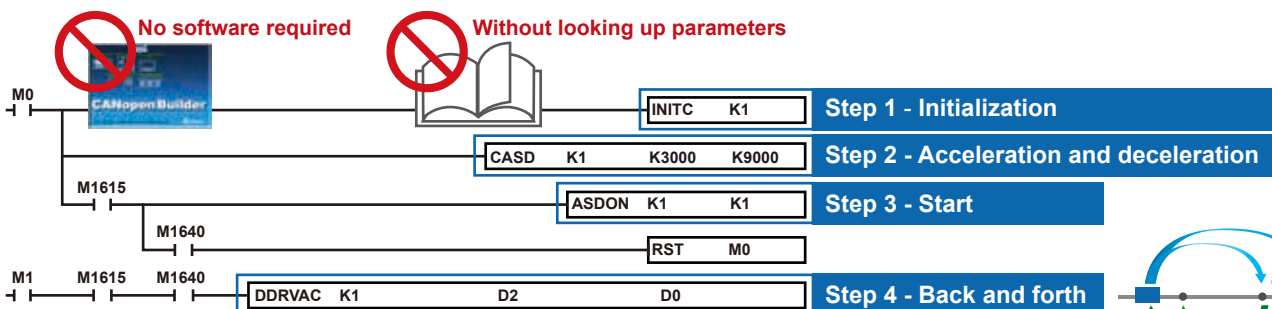 No software required
Without looking up parameters
CANopen Builder
M0
INITC K1
Step 1 - Initialization
CASD K1 K3000 K9000
Step 2 - Acceleration and deceleration
M1615
ASDON K1 K1
Step 3 - Start
M1640
RST M0
M1 M1615 M1640
DDRVAC K1 D2 D0
Step 4 - Back and forth